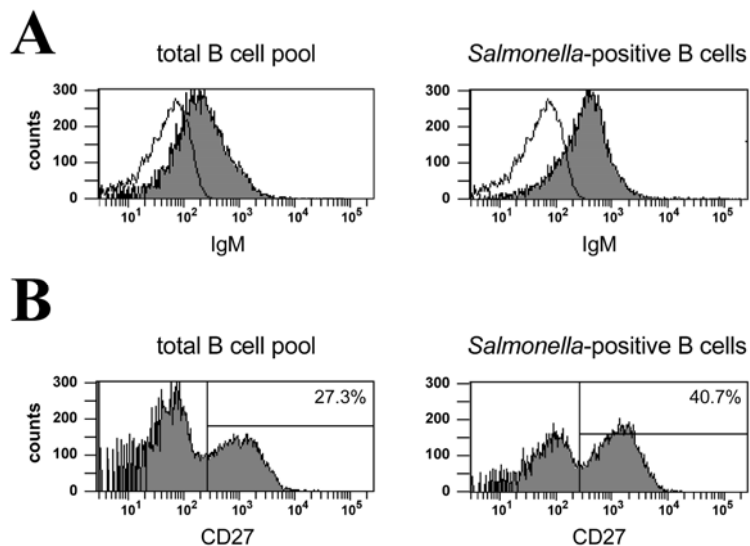 A
total B cell pool
Salmonella-positive B cells
counts
300
200
100
0
10¹ 10² 10³ 10⁴ 10⁵
IgM
300
200
100
0
10¹ 10² 10³ 10⁴ 10⁵
IgM
B
total B cell pool
Salmonella-positive B cells
counts
300
200
100
0
27.3%
10¹ 10² 10³ 10⁴ 10⁵
CD27
300
200
100
0
40.7%
10¹ 10² 10³ 10⁴ 10⁵
CD27